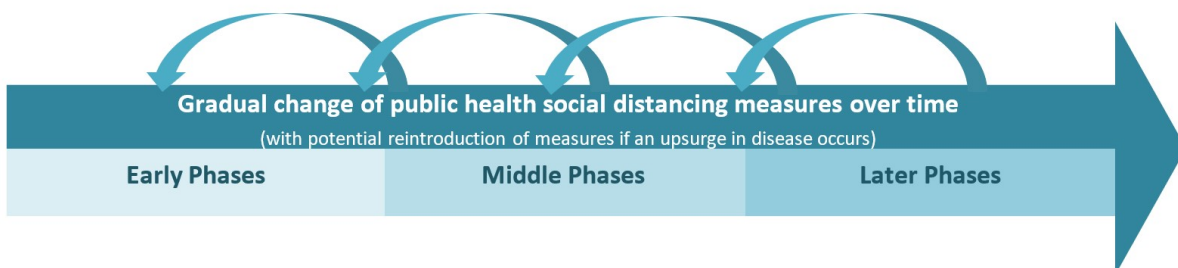 Gradual change of public health social distancing measures over time
(with potential reintroduction of measures if an upsurge in disease occurs)
Early Phases
Middle Phases
Later Phases